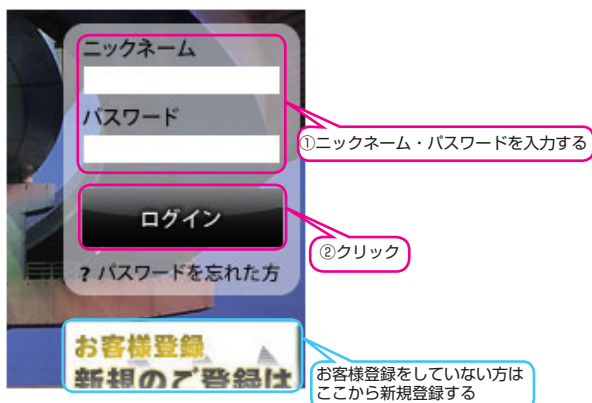 ニックネーム
パスワード
①ニックネーム・パスワードを入力する
ログイン
②クリック
? パスワードを忘れた方
お客様登録
新規のご登録は
お客様登録をしていない方は
ここから新規登録する